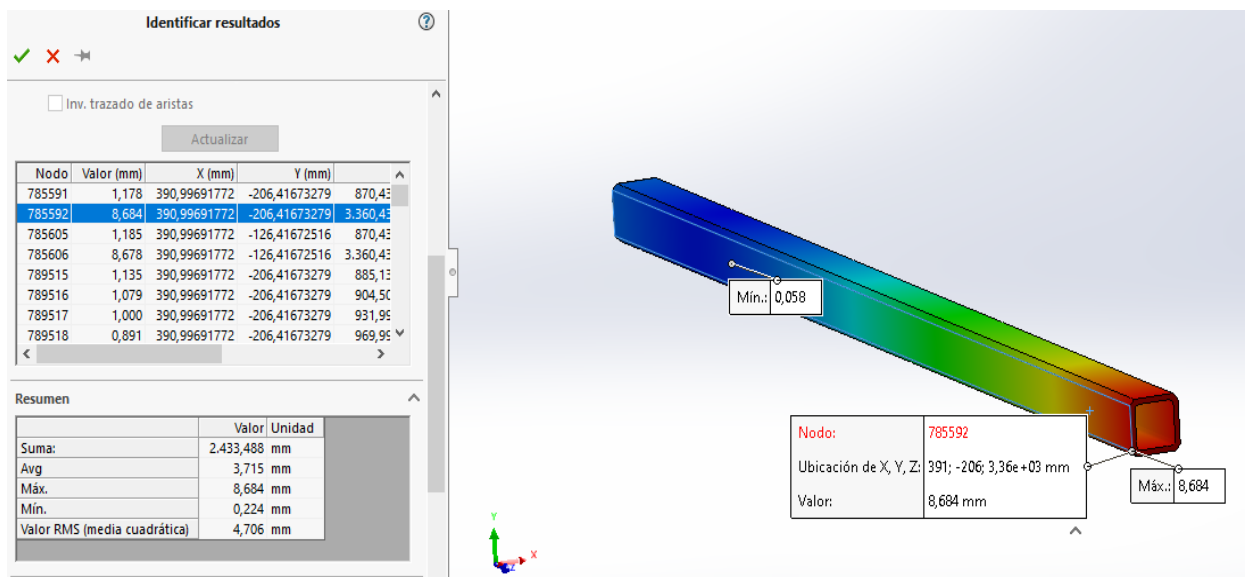 Identificar resultados
Inv. trazado de aristas
Actualizar
Nodo Valor (mm) X (mm) Y (mm)
785591 1,178 390,99691772 -206,41673279 870,43
785592 8,684 390,99691772 -206,41673279 3.360,43
785605 1,185 390,99691772 -126,41672516 870,43
785606 8,678 390,99691772 -126,41672516 3.360,43
789515 1,135 390,99691772 -206,41673279 885,13
789516 1,079 390,99691772 -206,41673279 904,50
789517 1,000 390,99691772 -206,41673279 931,99
789518 0,891 390,99691772 -206,41673279 969,99
Resumen
Valor Unidad
Suma: 2.433,488 mm
Avg 3,715 mm
Máx. 8,684 mm
Mín. 0,224 mm
Valor RMS (media cuadrática) 4,706 mm
Mín.: 0,058
Nodo: 785592
Ubicación de X, Y, Z: 391; -206; 3,36e+03 mm
Valor: 8,684 mm
Máx.: 8,684
Y
X
Z